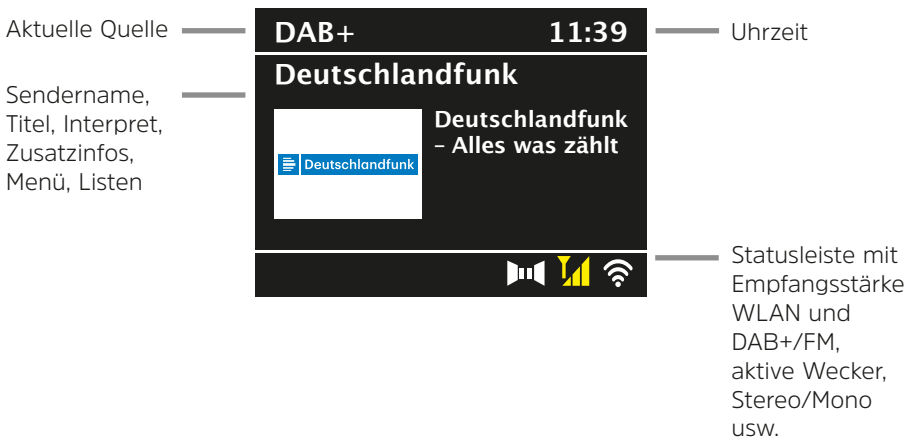 Aktuelle Quelle
DAB+
11:39
Uhrzeit
Sendername,
Titel, Interpret,
Zusatzinfos,
Menü, Listen
Deutschlandfunk
Deutschlandfunk
Deutschlandfunk
– Alles was zählt
Statusleiste mit
Empfangsstärke
WLAN und
DAB+/FM,
aktive Wecker,
Stereo/Mono
usw.